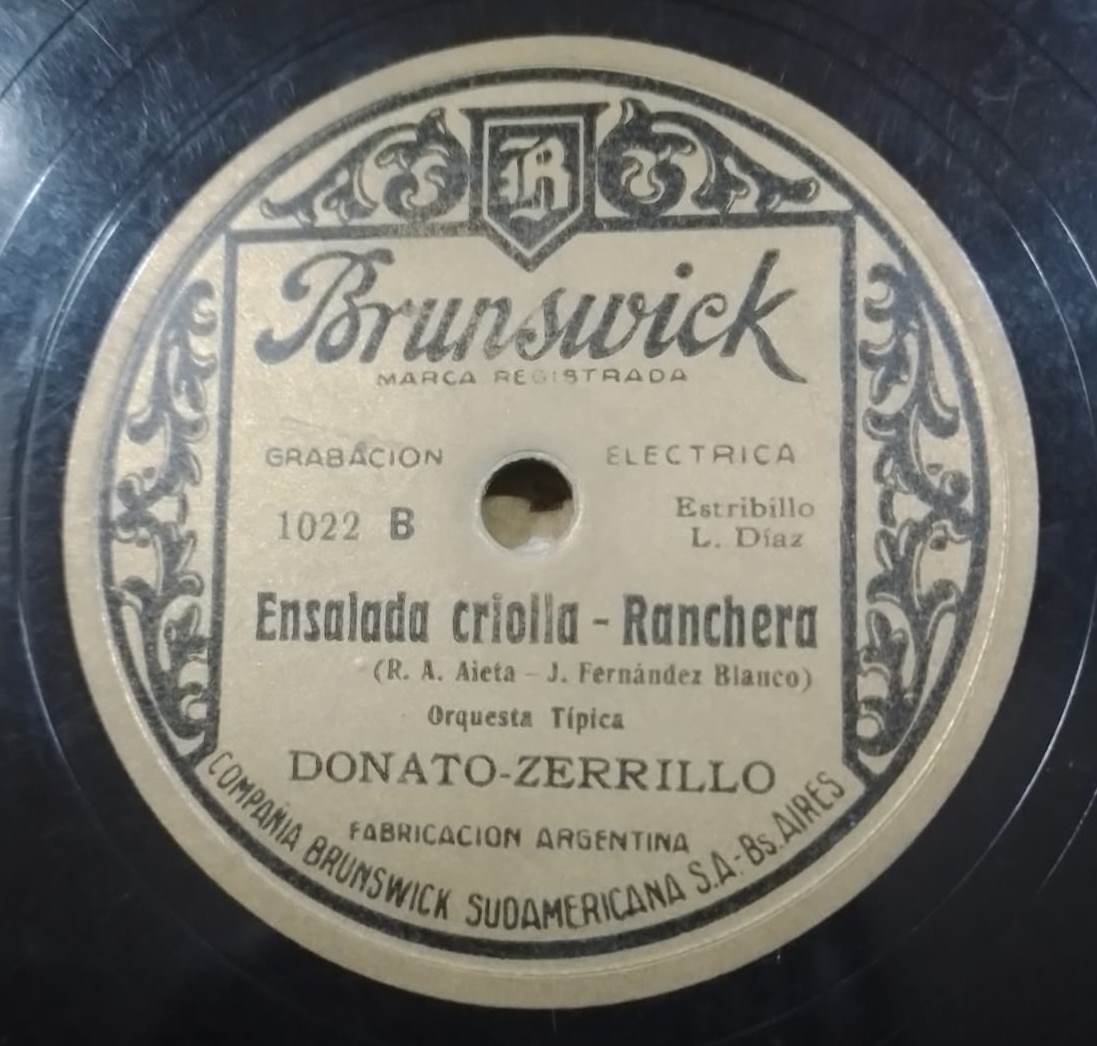 B
Brunswick
MARCA REGISTRADA
GRABACION ELECTRICA
1022 B
Estribillo
L. Díaz
Ensalada criolla - Ranchera
(R. A. Aieta - J. Fernández Blanco)
Orquesta Típica
DONATO-ZERRILLO
FABRICACION ARGENTINA
COMPAÑIA BRUNSWICK SUDAMERICANA S.A.-Bs.AIRES